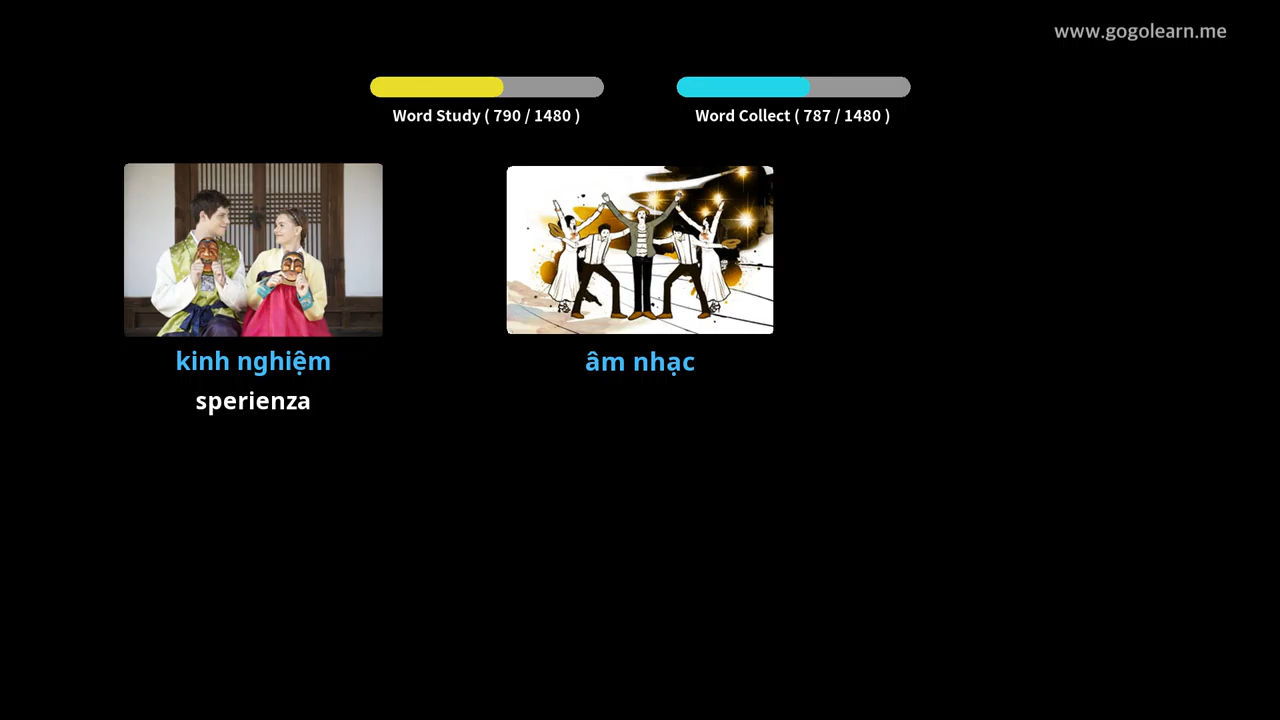 www.gogolearn.me
Word Study ( 790 / 1480 )
Word Collect ( 787 / 1480 )
kinh nghiệm
sperienza
âm nhạc